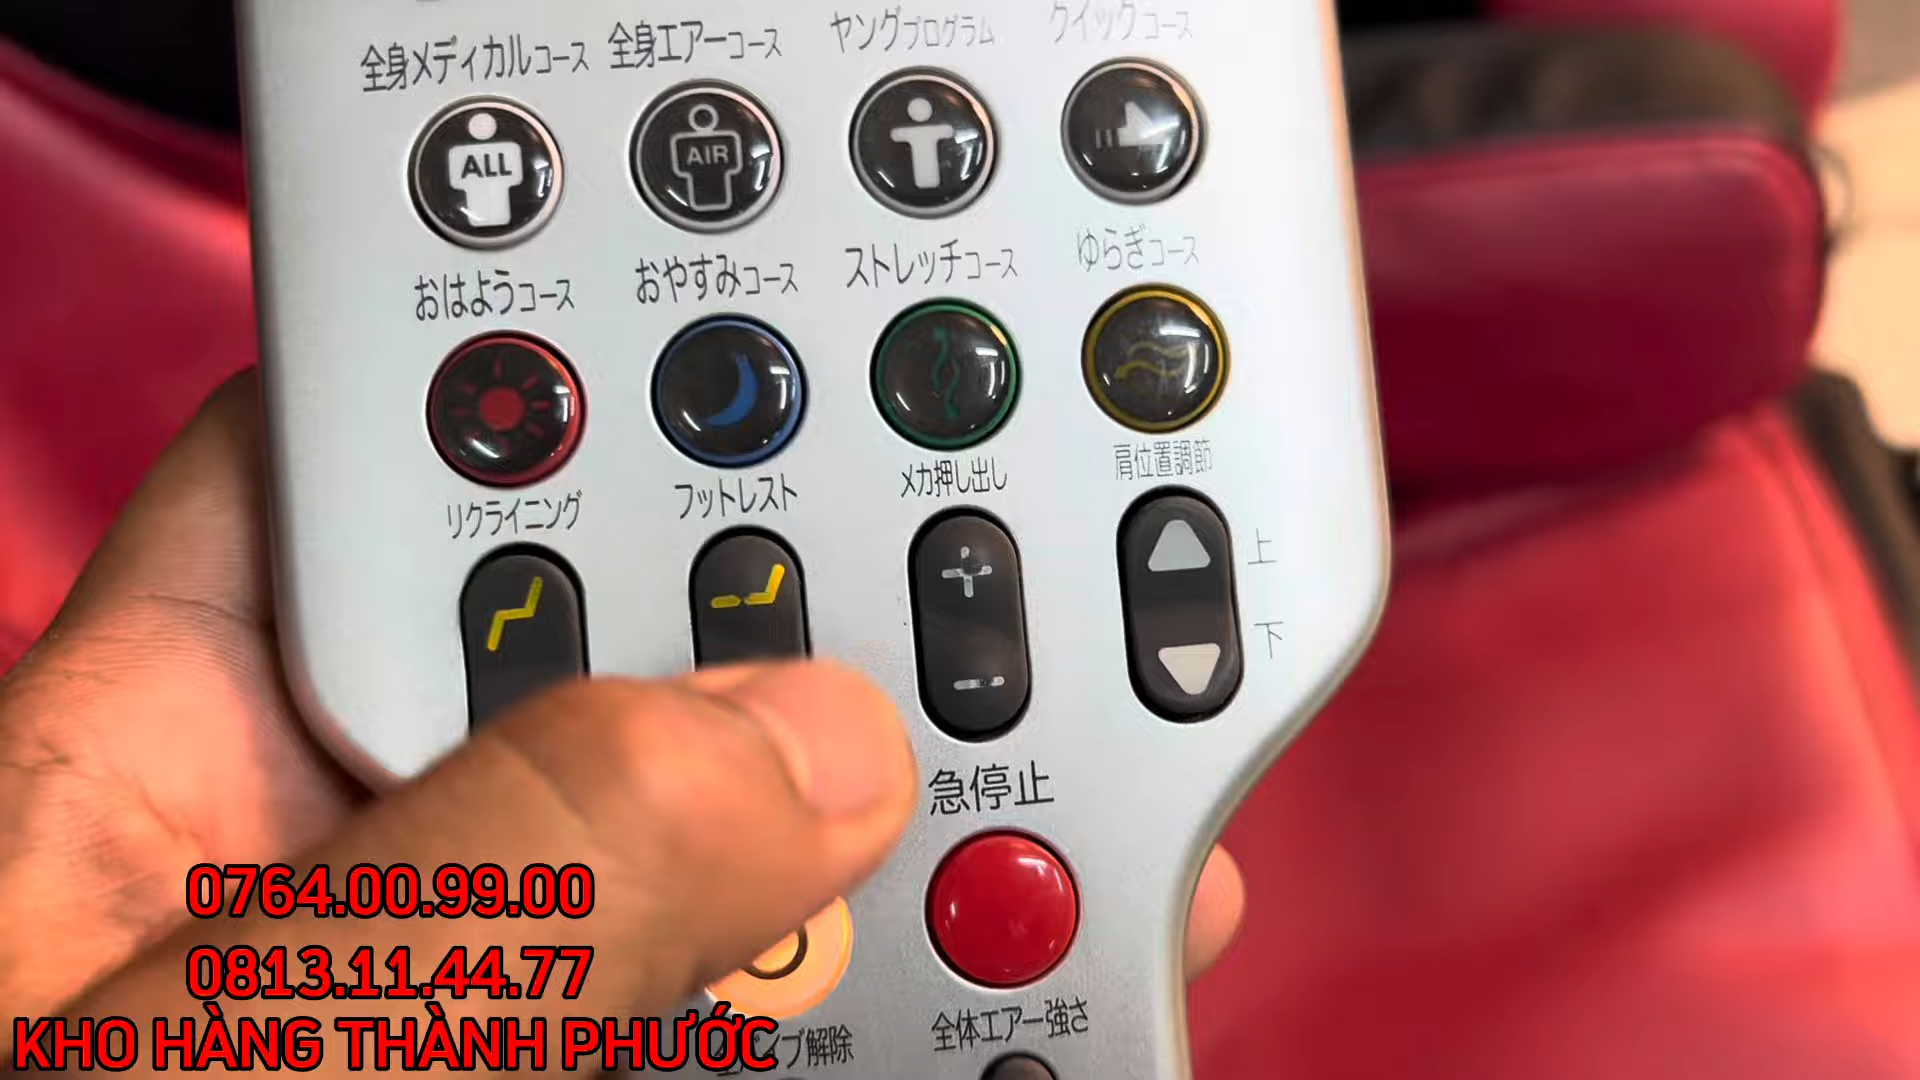 全身メディカルコース 全身エアーコース ヤングプログラム クイックコース
ALL AIR
おはようコース おやすみコース ストレッチコース ゆらぎコース
リクライニング フットレスト メカ押し出し 肩位置調節
上
下
急停止
0764.00.99.00
0813.11.44.77
KHO HÀNG THÀNH PHƯỚC
解除 全体エアー強さ